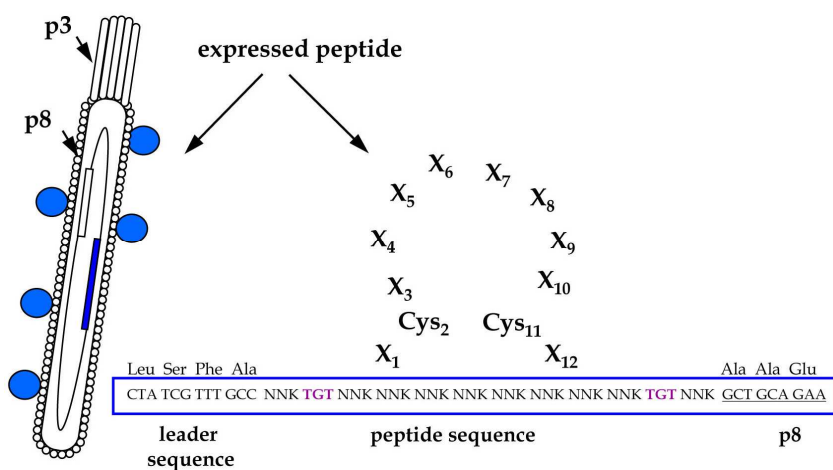 p3
expressed peptide
p8
X6
X7
X5
X8
X4
X9
X3
X10
Cys2
Cys11
X1
X12
Leu Ser Phe Ala
Ala Ala Glu
CTA TCG TTT GCC NNK TGT NNK NNK NNK NNK NNK NNK NNK NNK TGT NNK GCT GCA GAA
leader
sequence
peptide sequence
p8